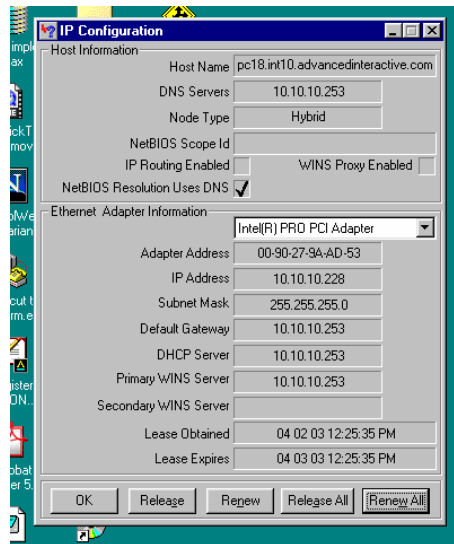 IP Configuration
Host Information
Host Name pc18.int10.advancedinteractive.com
DNS Servers 10.10.10.253
Node Type Hybrid
NetBIOS Scope Id
IP Routing Enabled WINS Proxy Enabled
NetBIOS Resolution Uses DNS
Ethernet Adapter Information
Intel(R) PRO PCI Adapter
Adapter Address 00-90-27-9A-AD-53
IP Address 10.10.10.228
Subnet Mask 255.255.255.0
Default Gateway 10.10.10.253
DHCP Server 10.10.10.253
Primary WINS Server 10.10.10.253
Secondary WINS Server
Lease Obtained 04 02 03 12:25:35 PM
Lease Expires 04 03 03 12:25:35 PM
OK Release Renew Release All Renew All